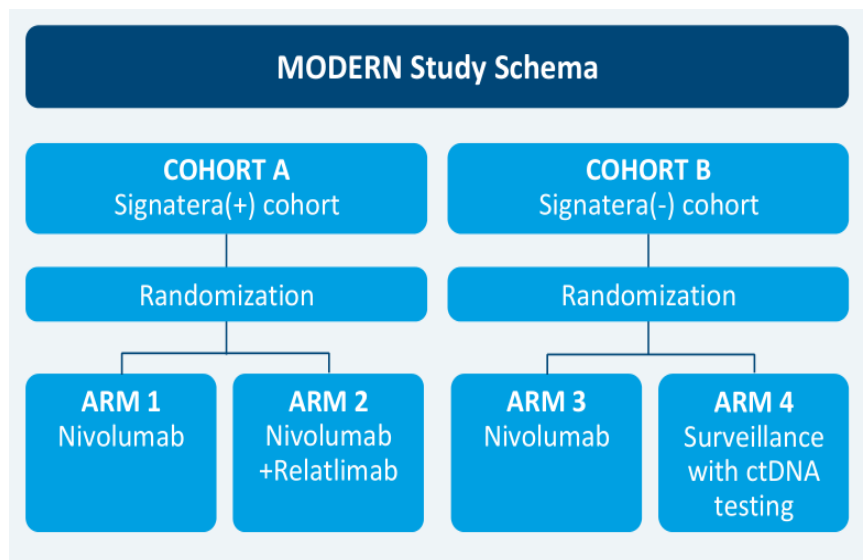 MODERN Study Schema
COHORT A
Signatera(+) cohort
COHORT B
Signatera(-) cohort
Randomization
Randomization
ARM 1
Nivolumab
ARM 2
Nivolumab
+Relatlimab
ARM 3
Nivolumab
ARM 4
Surveillance
with ctDNA
testing